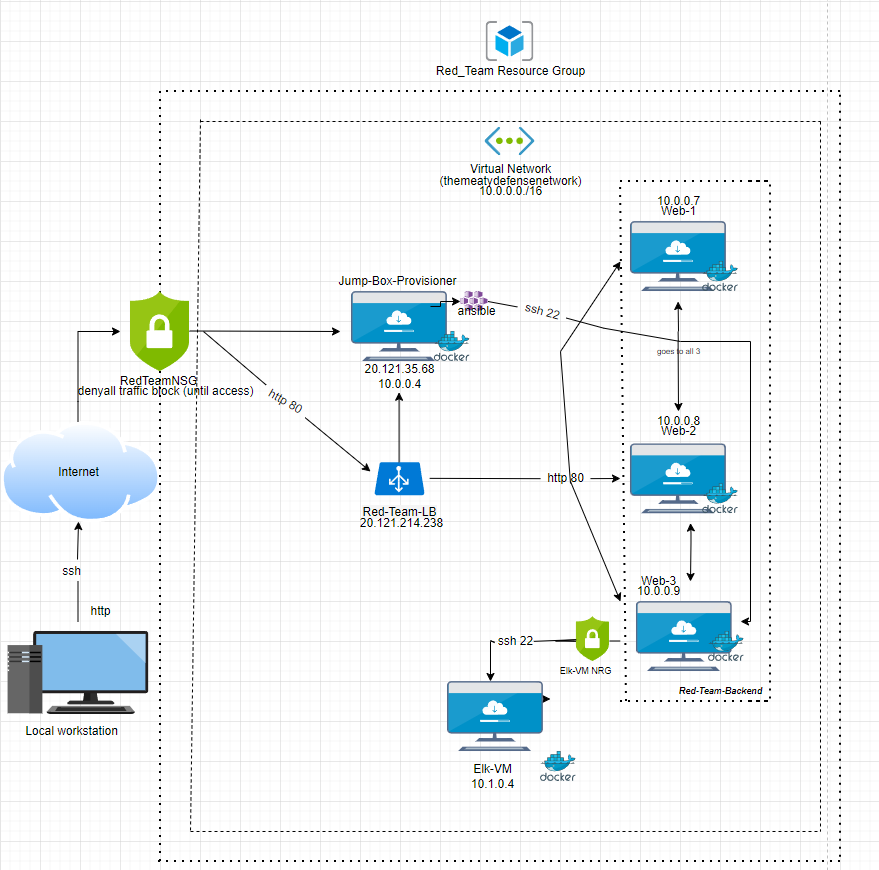 Red_Team Resource Group
Virtual Network
(themeatydefensenetwork)
10.0.0.0./16
10.0.0.7
Web-1
docker
Jump-Box-Provisioner
ansible
ssh 22
docker
20.121.35.68
10.0.0.4
goes to all 3
RedTeamNSG
denyall traffic block (until access)
http 80
10.0.0.8
Web-2
docker
Internet
http 80
Red-Team-LB
20.121.214.238
ssh
http
Web-3
10.0.0.9
docker
ssh 22
Elk-VM NRG
Red-Team-Backend
Local workstation
Elk-VM
10.1.0.4
docker